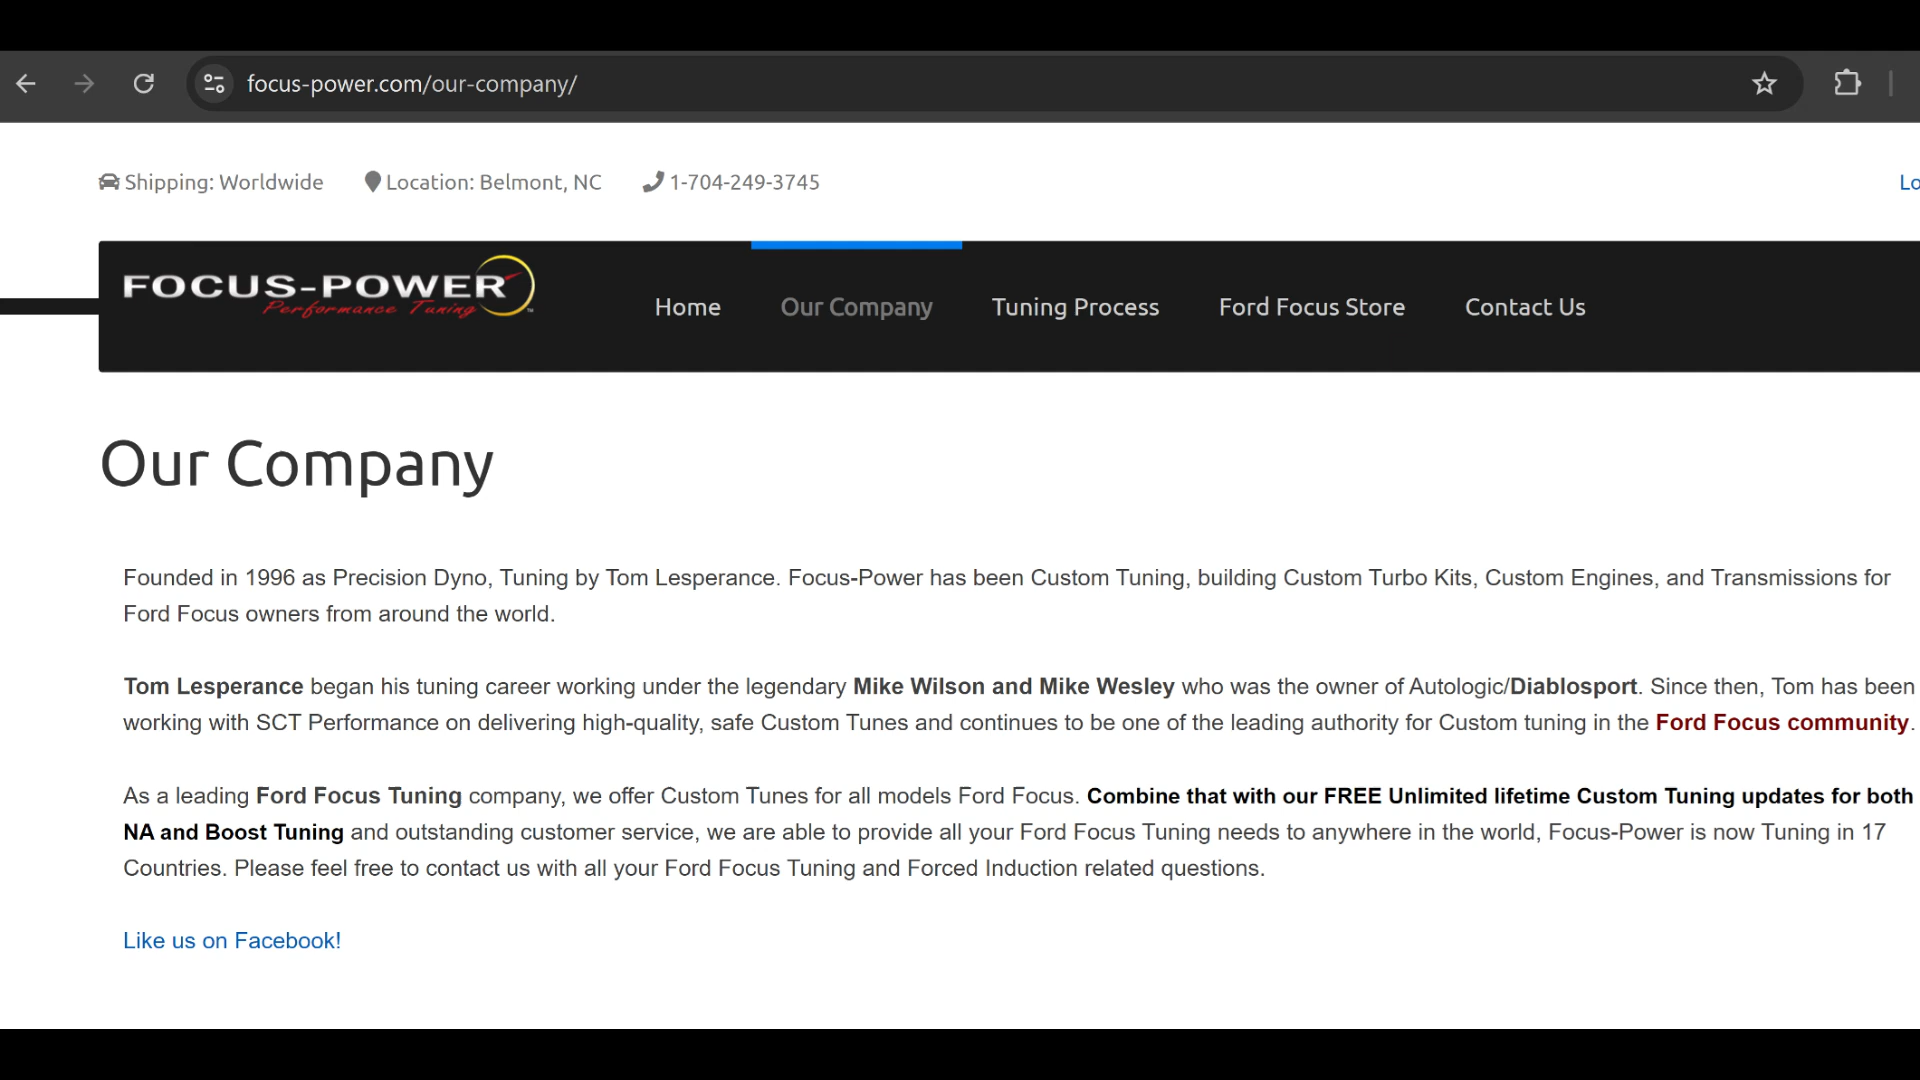 focus-power.com/our-company/
Shipping: Worldwide Location: Belmont, NC 1-704-249-3745 Lo
FOCUS-POWER
Performance Tuning
Home Our Company Tuning Process Ford Focus Store Contact Us
Our Company
Founded in 1996 as Precision Dyno, Tuning by Tom Lesperance. Focus-Power has been Custom Tuning, building Custom Turbo Kits, Custom Engines, and Transmissions for
Ford Focus owners from around the world.
Tom Lesperance began his tuning career working under the legendary Mike Wilson and Mike Wesley who was the owner of Autologic/Diablosport. Since then, Tom has been
working with SCT Performance on delivering high-quality, safe Custom Tunes and continues to be one of the leading authority for Custom tuning in the Ford Focus community.
As a leading Ford Focus Tuning company, we offer Custom Tunes for all models Ford Focus. Combine that with our FREE Unlimited lifetime Custom Tuning updates for both
NA and Boost Tuning and outstanding customer service, we are able to provide all your Ford Focus Tuning needs to anywhere in the world, Focus-Power is now Tuning in 17
Countries. Please feel free to contact us with all your Ford Focus Tuning and Forced Induction related questions.
Like us on Facebook!